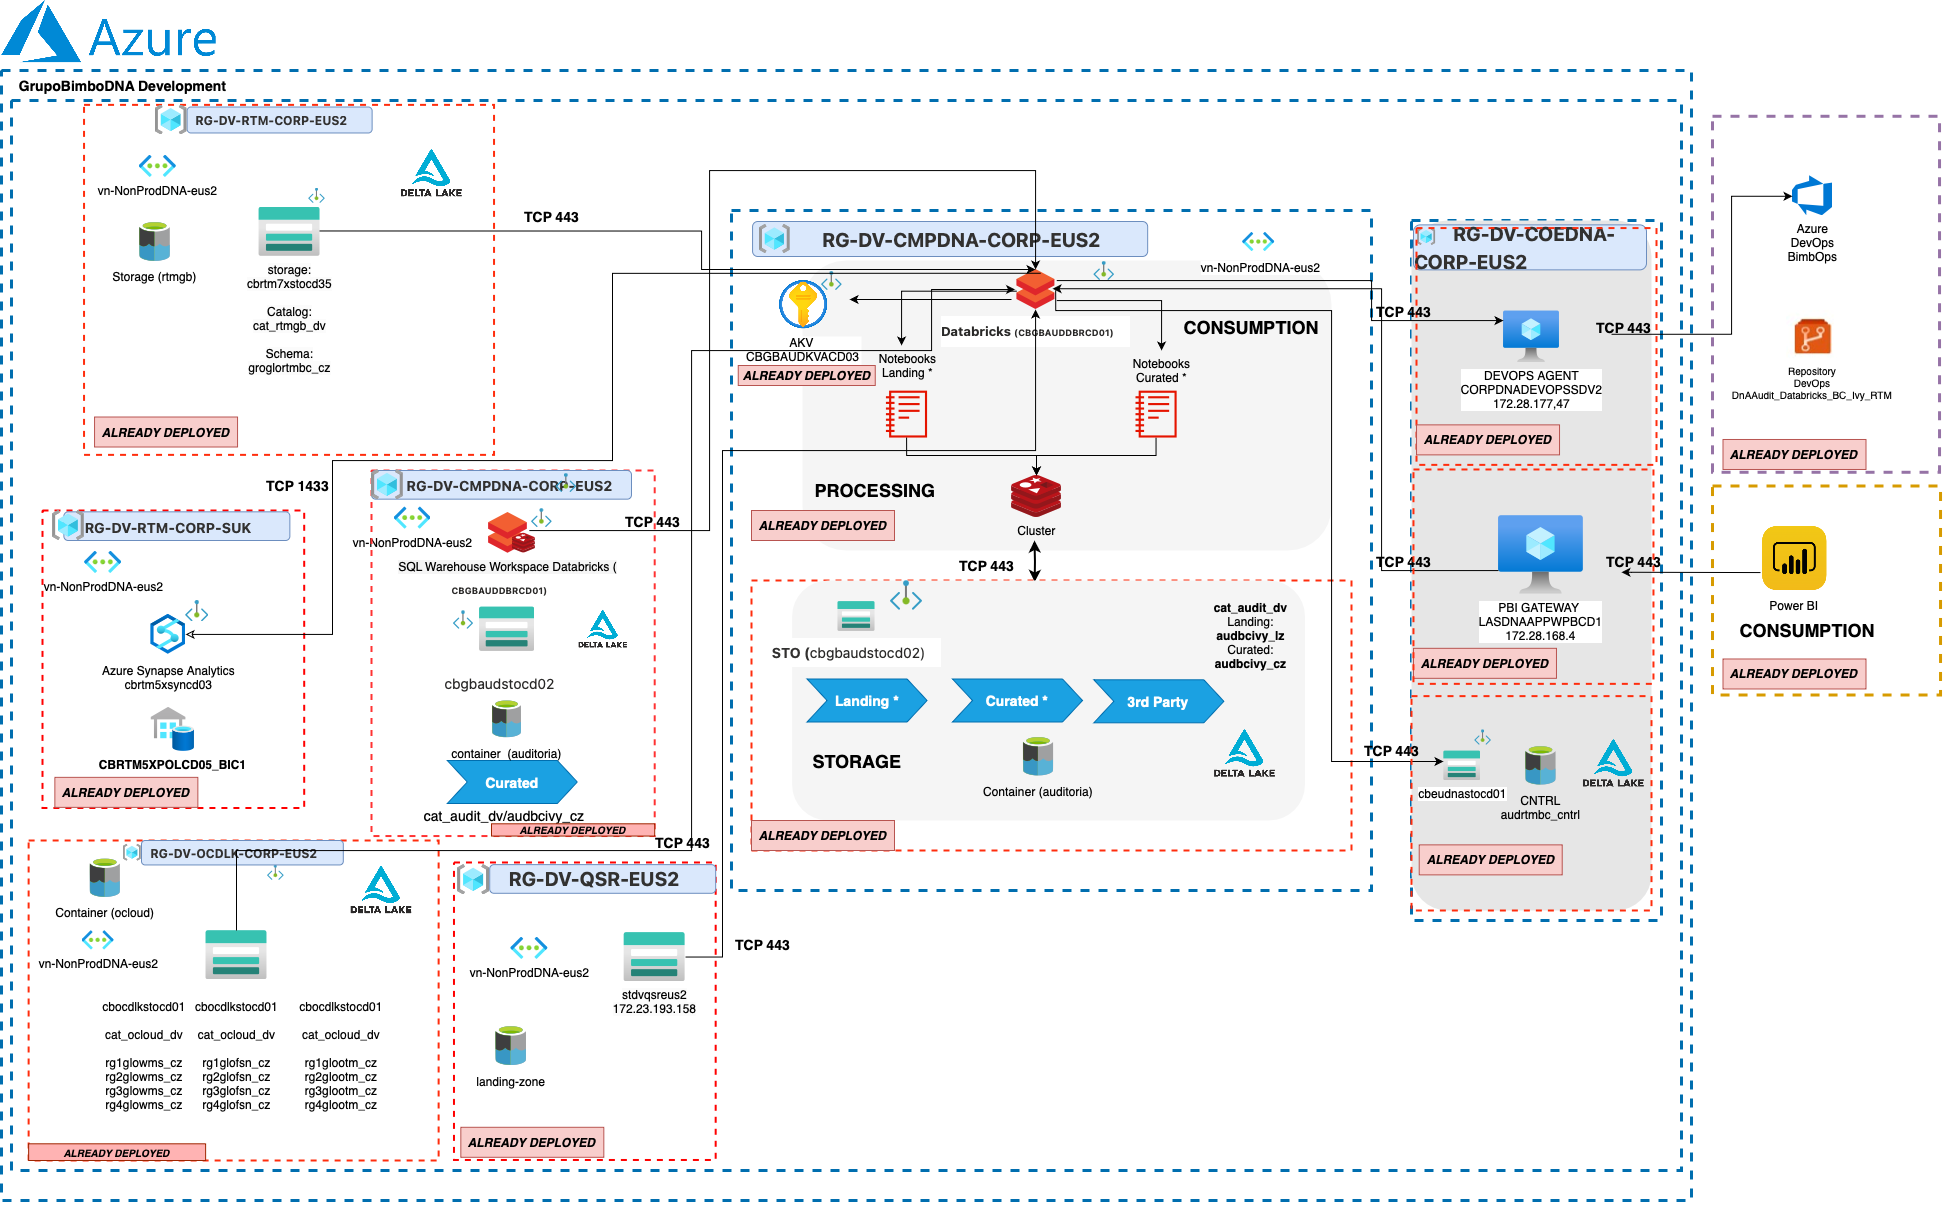 Azure
GrupoBimboDNA Development
RG-DV-RTM-CORP-EUS2
vn-NonProdDNA-eus2
DELTA LAKE
Storage (rtmgb)
storage:
cbrtm7xstocd35
Catalog:
cat_rtmgb_dv
Schema:
groglortmbc_cz
ALREADY DEPLOYED
TCP 443
TCP 1433
RG-DV-RTM-CORP-SUK
vn-NonProdDNA-eus2
Azure Synapse Analytics
cbrtm5xsyncd03
CBRTM5XPOLCD05_BIC1
ALREADY DEPLOYED
RG-DV-CMPDNA-CORP-EUS2
vn-NonProdDNA-eus2
TCP 443
SQL Warehouse Workspace Databricks (
CBGBAUDDBRCD01)
DELTA LAKE
cbgbaudstocd02
container (auditoria)
Curated
cat_audit_dv/audbcivy_cz
ALREADY DEPLOYED
TCP 443
RG-DV-OCDLK-CORP-EUS2
Container (ocloud)
DELTA LAKE
vn-NonProdDNA-eus2
cbocdlkstocd01 cbocdlkstocd01 cbocdlkstocd01
cat_ocloud_dv cat_ocloud_dv cat_ocloud_dv
rg1glowms_cz rg1glofsn_cz rg1glootm_cz
rg2glowms_cz rg2glofsn_cz rg2glootm_cz
rg3glowms_cz rg3glofsn_cz rg3glootm_cz
rg4glowms_cz rg4glofsn_cz rg4glootm_cz
ALREADY DEPLOYED
RG-DV-QSR-EUS2
vn-NonProdDNA-eus2
stdvqsreus2
172.23.193.158
landing-zone
ALREADY DEPLOYED
TCP 443
RG-DV-CMPDNA-CORP-EUS2
vn-NonProdDNA-eus2
AKV
CBGBAUDKVACD03
ALREADY DEPLOYED
Databricks (CBGBAUDDBRCD01)
CONSUMPTION
Notebooks
Landing *
Notebooks
Curated *
PROCESSING
ALREADY DEPLOYED
Cluster
TCP 443
STO (cbgbaudstocd02)
cat_audit_dv
Landing:
audbcivy_lz
Curated:
audbcivy_cz
Landing *
Curated *
3rd Party
STORAGE
Container (auditoria)
DELTA LAKE
ALREADY DEPLOYED
RG-DV-COEDNA-
CORP-EUS2
TCP 443
TCP 443
DEVOPS AGENT
CORPDNADEVOPSSDV2
172.28.177,47
ALREADY DEPLOYED
TCP 443
TCP 443
PBI GATEWAY
LASDNAAPPWPBCD1
172.28.168.4
ALREADY DEPLOYED
TCP 443
cbeudnastocd01
CNTRL
audrtmbc_cntrl
DELTA LAKE
ALREADY DEPLOYED
Azure
DevOps
BimbOps
Repository
DevOps
DnAAudit_Databricks_BC_Ivy_RTM
ALREADY DEPLOYED
Power BI
CONSUMPTION
ALREADY DEPLOYED